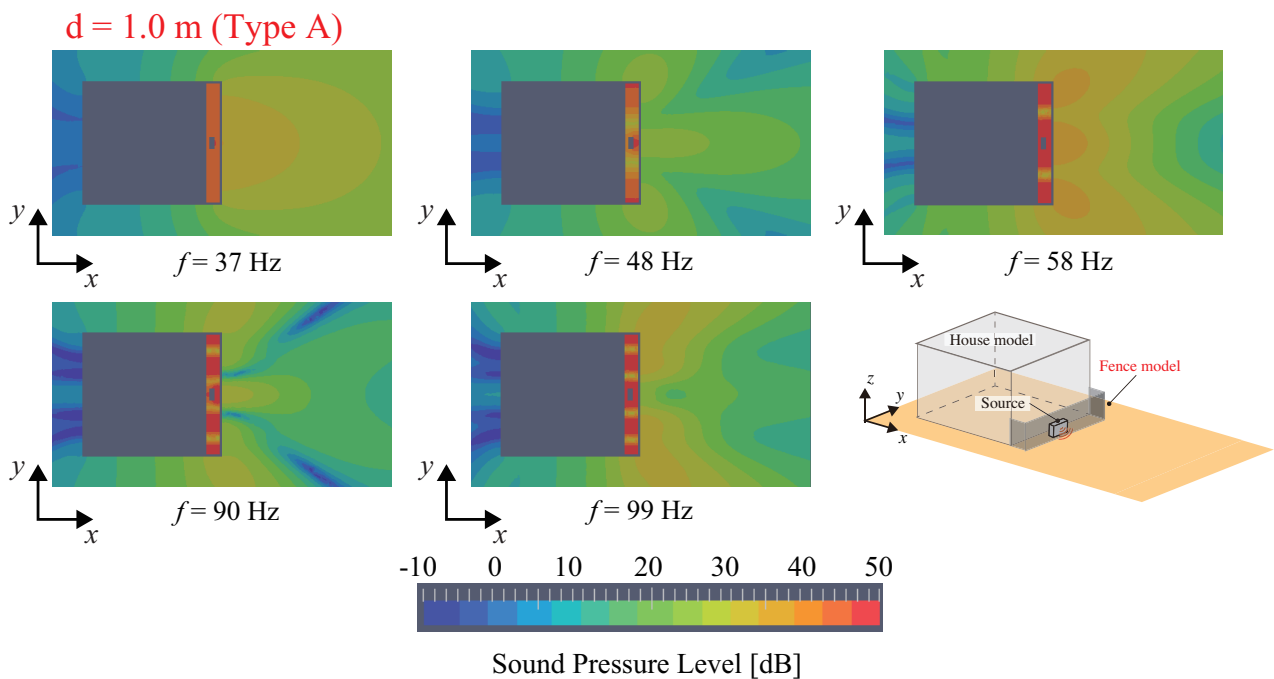 d = 1.0 m (Type A)
y
x
f = 37 Hz
y
x
f = 48 Hz
y
x
f = 58 Hz
y
x
f = 90 Hz
y
x
f = 99 Hz
House model
Fence model
Source
z
y
x
-10 0 10 20 30 40 50
Sound Pressure Level [dB]